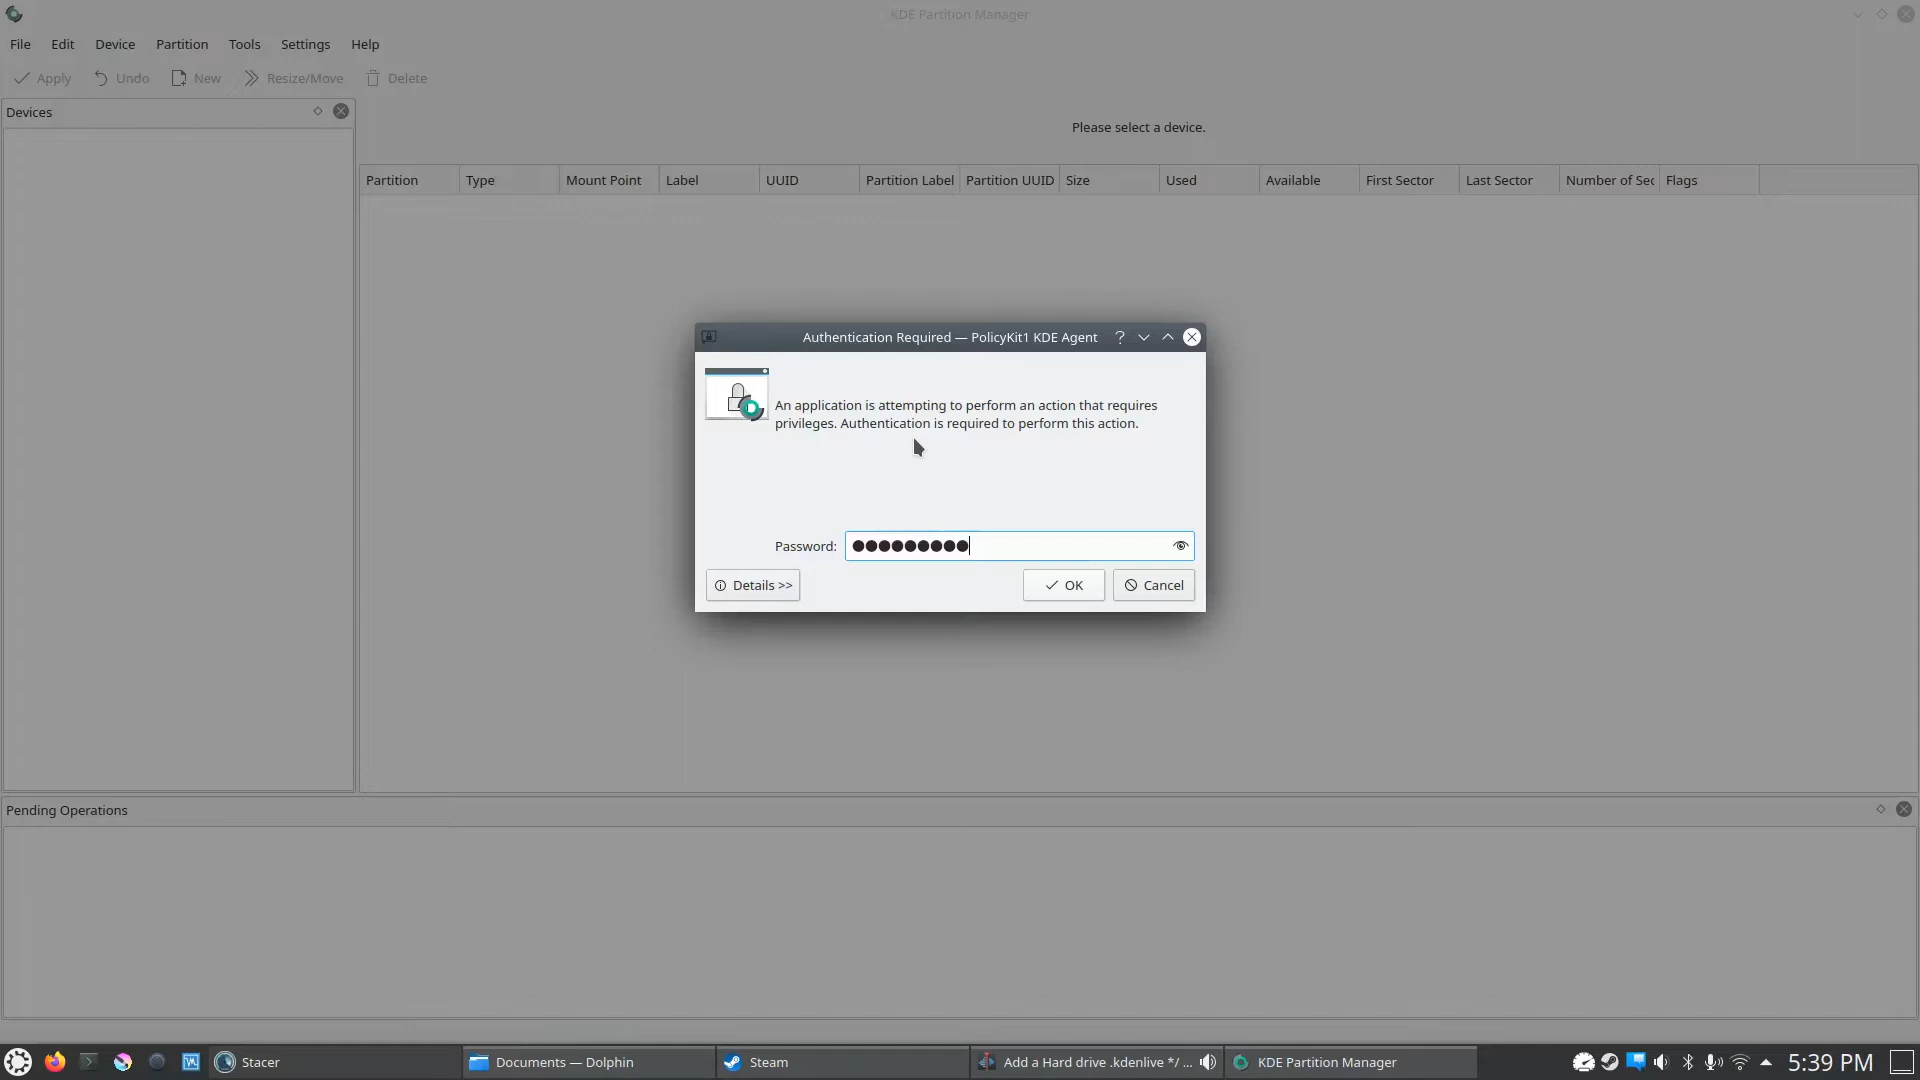 KDE Partition Manager
File Edit Device Partition Tools Settings Help
Apply Undo New Resize/Move Delete
Devices
Please select a device.
Partition Type Mount Point Label UUID Partition Label Partition UUID Size Used Available First Sector Last Sector Number of Sec Flags
Authentication Required — PolicyKit1 KDE Agent
An application is attempting to perform an action that requires
privileges. Authentication is required to perform this action.
Password:
Details >> OK Cancel
Pending Operations
Stacer Documents — Dolphin Steam Add a Hard drive .kdenlive */ ... KDE Partition Manager 5:39 PM